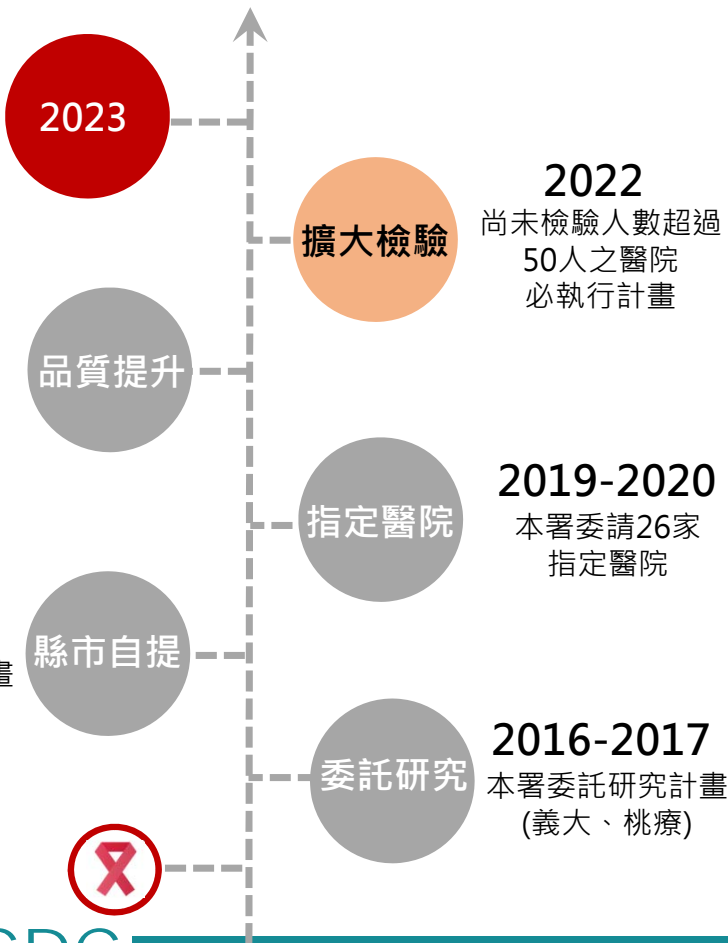 2023
擴大檢驗
2022
尚未檢驗人數超過
50人之醫院
必執行計畫
品質提升
指定醫院
2019-2020
本署委請26家
指定醫院
縣市自提
畫
委託研究
2016-2017
本署委託研究計畫
(義大、桃療)
CDC